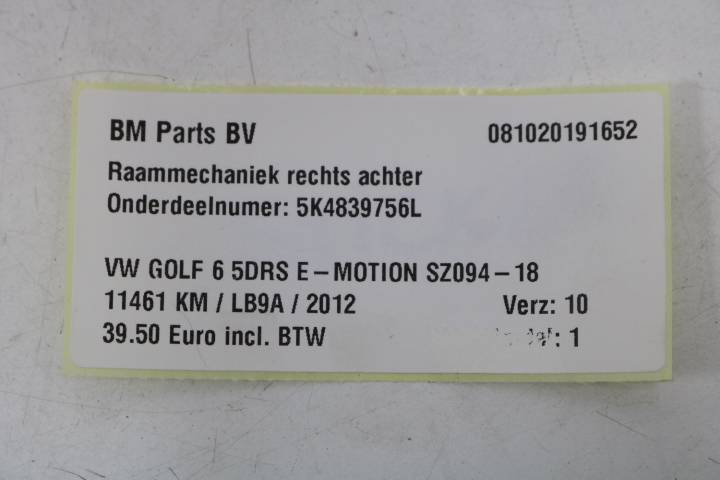 BM Parts BV 081020191652
Raammechaniek rechts achter
Onderdeelnumer: 5K4839756L
VW GOLF 6 5DRS E-MOTION SZ094-18
11461 KM / LB9A / 2012 Verz: 10
39.50 Euro incl. BTW : 1